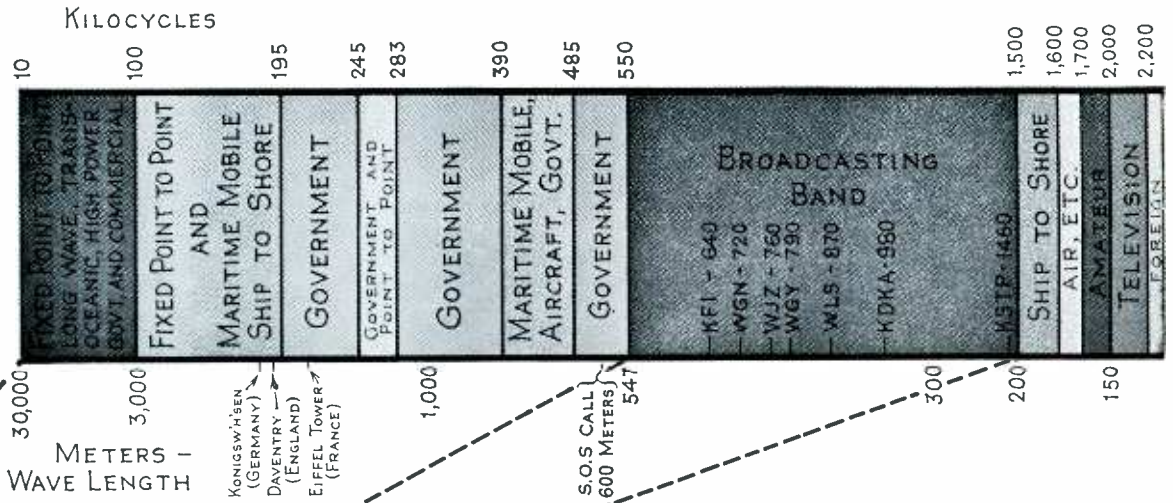 KILOCYCLES
10
100
195
245
283
390
485
550
1,500
1,600
1,700
2,000
2,200
FIXED POINT TO POINT
LONG WAVE, TRANS-
OCEANIC, HIGH POWER
GOVT. AND COMMERCIAL
FIXED POINT TO POINT
AND
MARITIME MOBILE
SHIP TO SHORE
GOVERNMENT
GOVERNMENT AND
POINT TO POINT
GOVERNMENT
MARITIME MOBILE,
AIRCRAFT, GOVT.
GOVERNMENT
BROADCASTING
BAND
KFI - 640
WGN - 720
WJZ - 760
WGY - 790
WLS - 870
KDKA - 980
KSTP - 1460
SHIP TO SHORE
AIR, ETC.
AMATEUR
TELEVISION
FOREIGN
30,000
3,000
KONIGSW'H'SEN
(GERMANY)
DAVENTRY
(ENGLAND)
EIFFEL TOWER
(FRANCE)
1,000
S.O.S CALL
600 METERS
547
300
200
150
METERS -
WAVE LENGTH